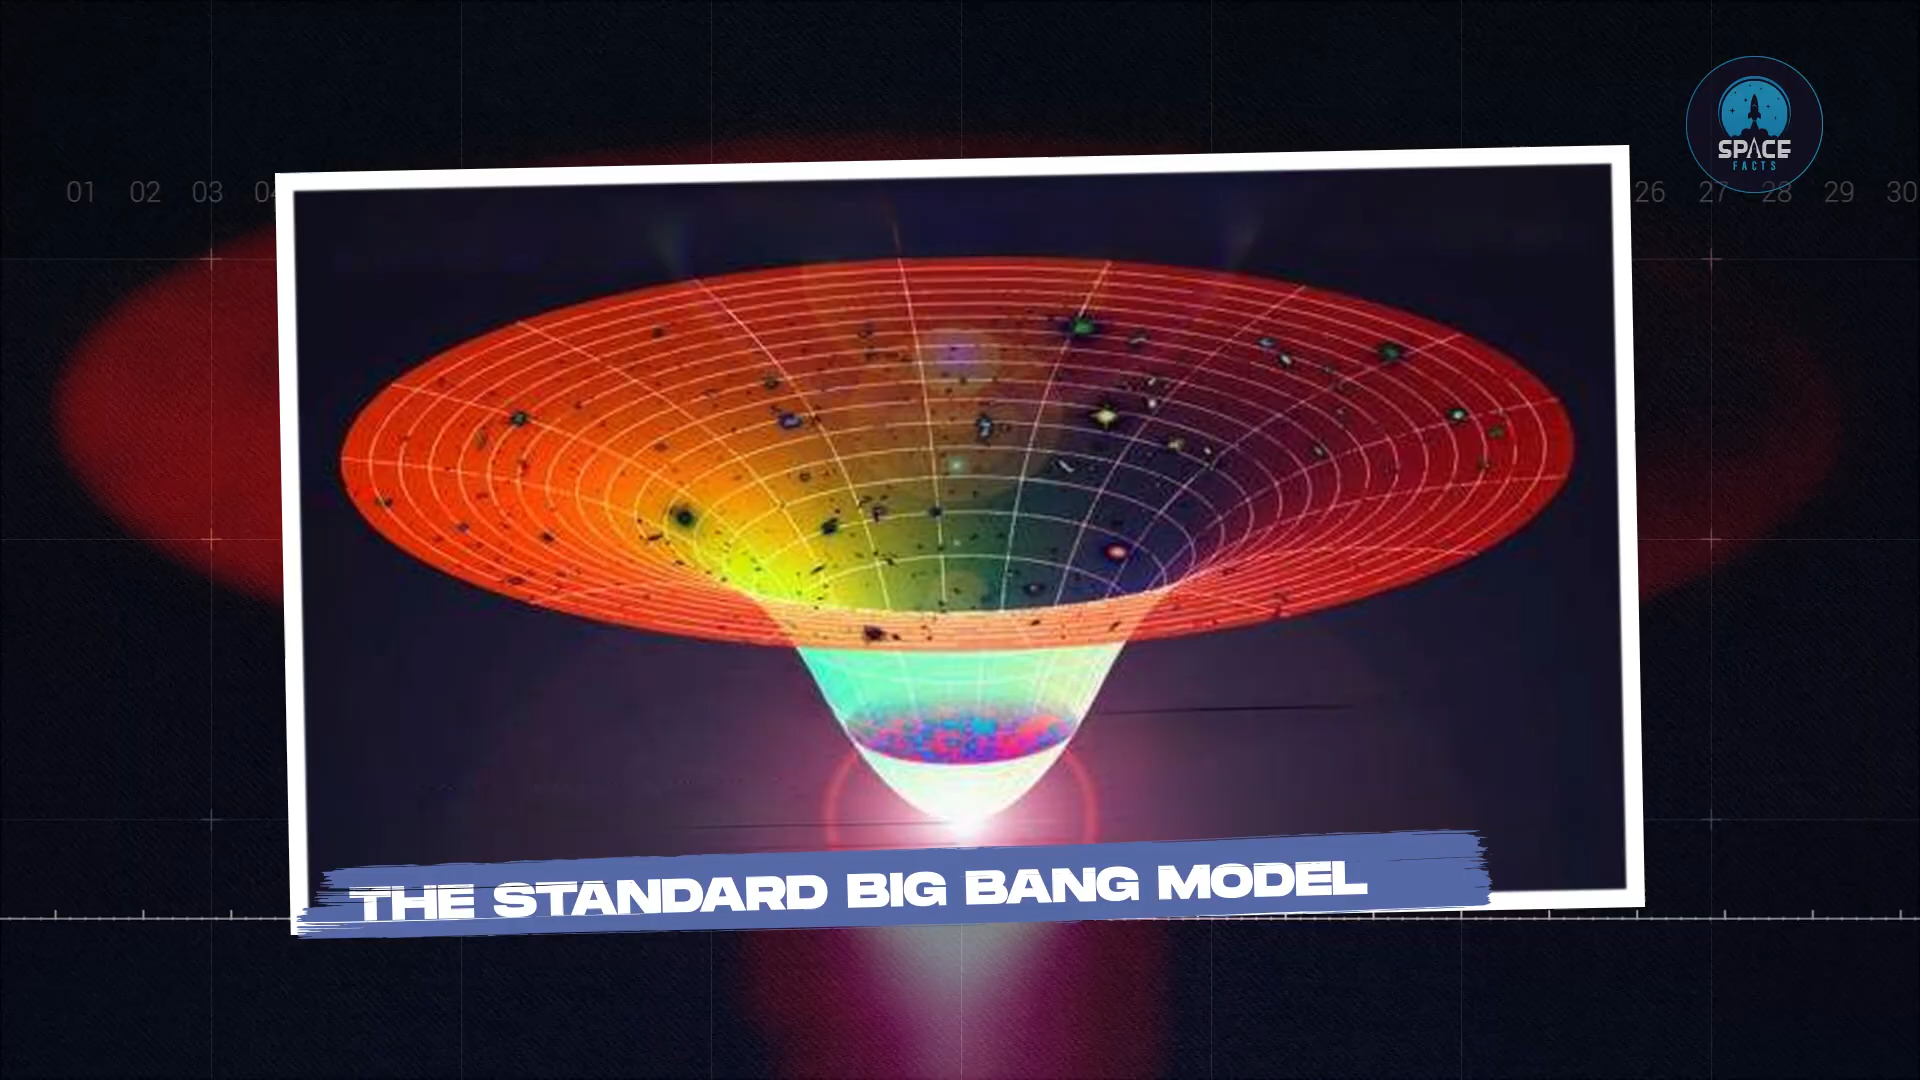 SPACE
FACTS
01 02 03 04 26 27 28 29 30
THE STANDARD BIG BANG MODEL